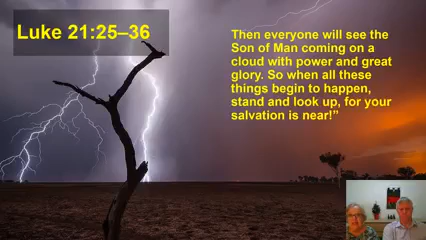 Luke 21:25–36
Then everyone will see the
Son of Man coming on a
cloud with power and great
glory. So when all these
things begin to happen,
stand and look up, for your
salvation is near!”